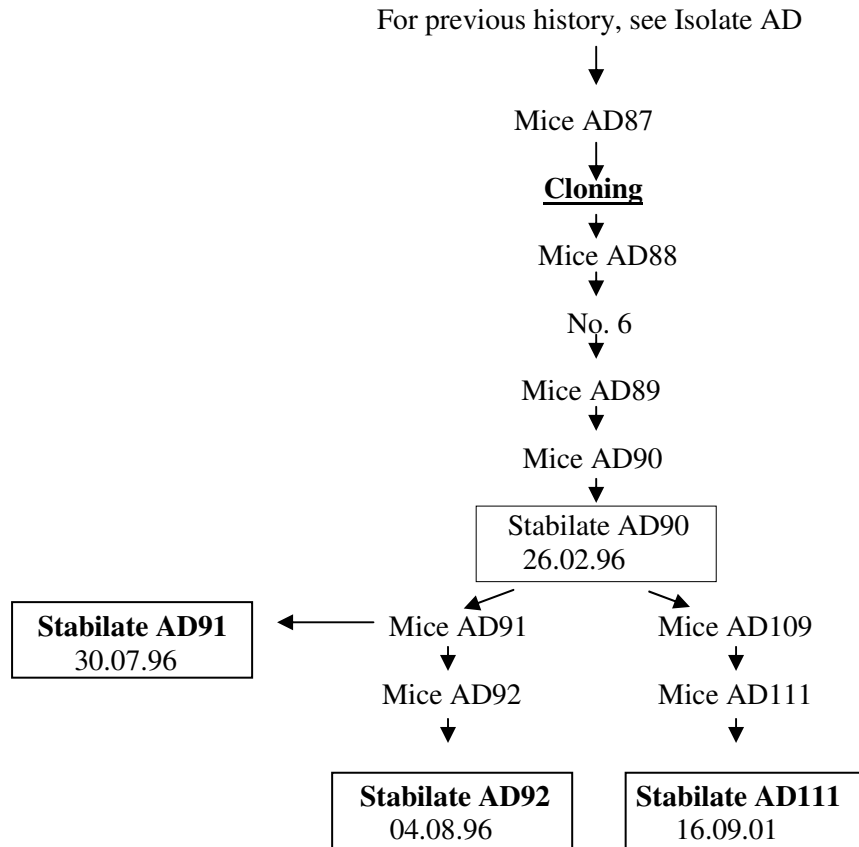 For previous history, see Isolate AD
Mice AD87
Cloning
Mice AD88
No. 6
Mice AD89
Mice AD90
Stabilate AD90
26.02.96
Stabilate AD91
30.07.96
Mice AD91
Mice AD109
Mice AD92
Mice AD111
Stabilate AD92
04.08.96
Stabilate AD111
16.09.01